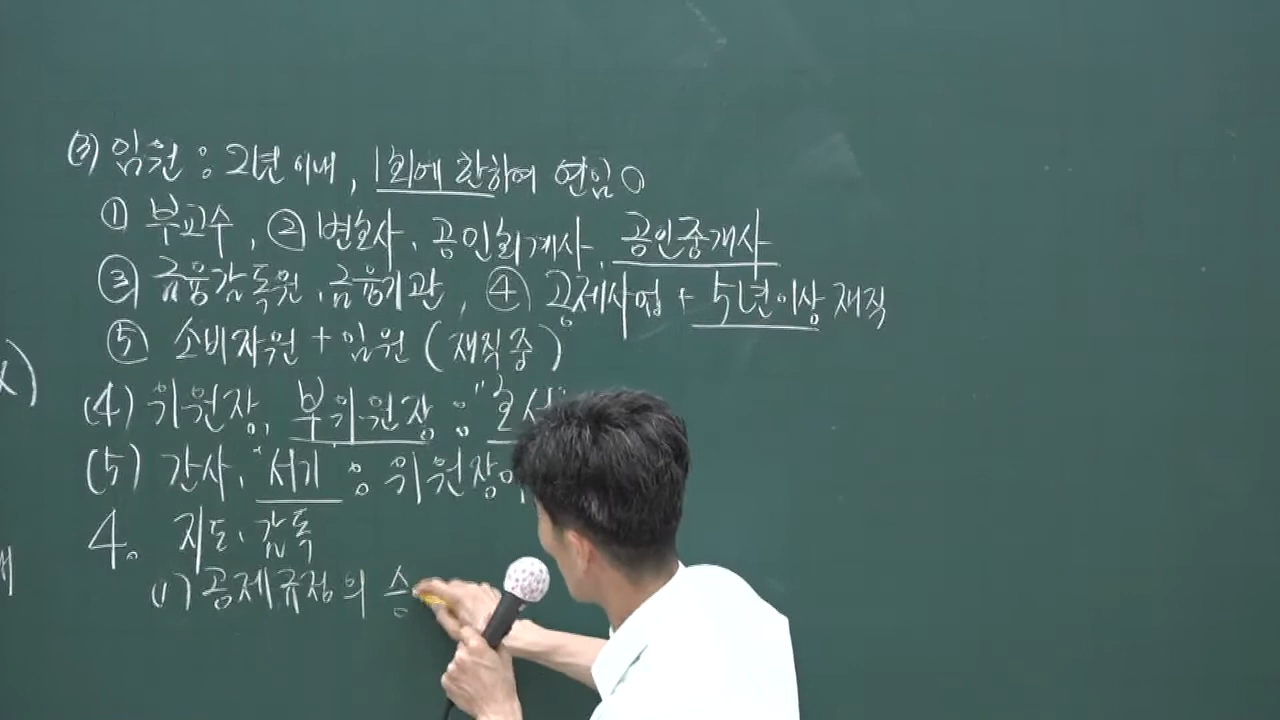 (3) 임원 : 2년 이내, 1회에 한하여 연임 O
① 부교수, ② 변호사, 공인회계사, 공인중개사
③ 금융감독원, 금융기관, ④ 공제사업 + 5년이상 재직
⑤ 소비자원 + 임원 (재직중)
(4) 위원장, 부위원장 : "호선"
(5) 간사, "서기" : 위원장이
4. 지도, 감독
(1) 공제규정의 승